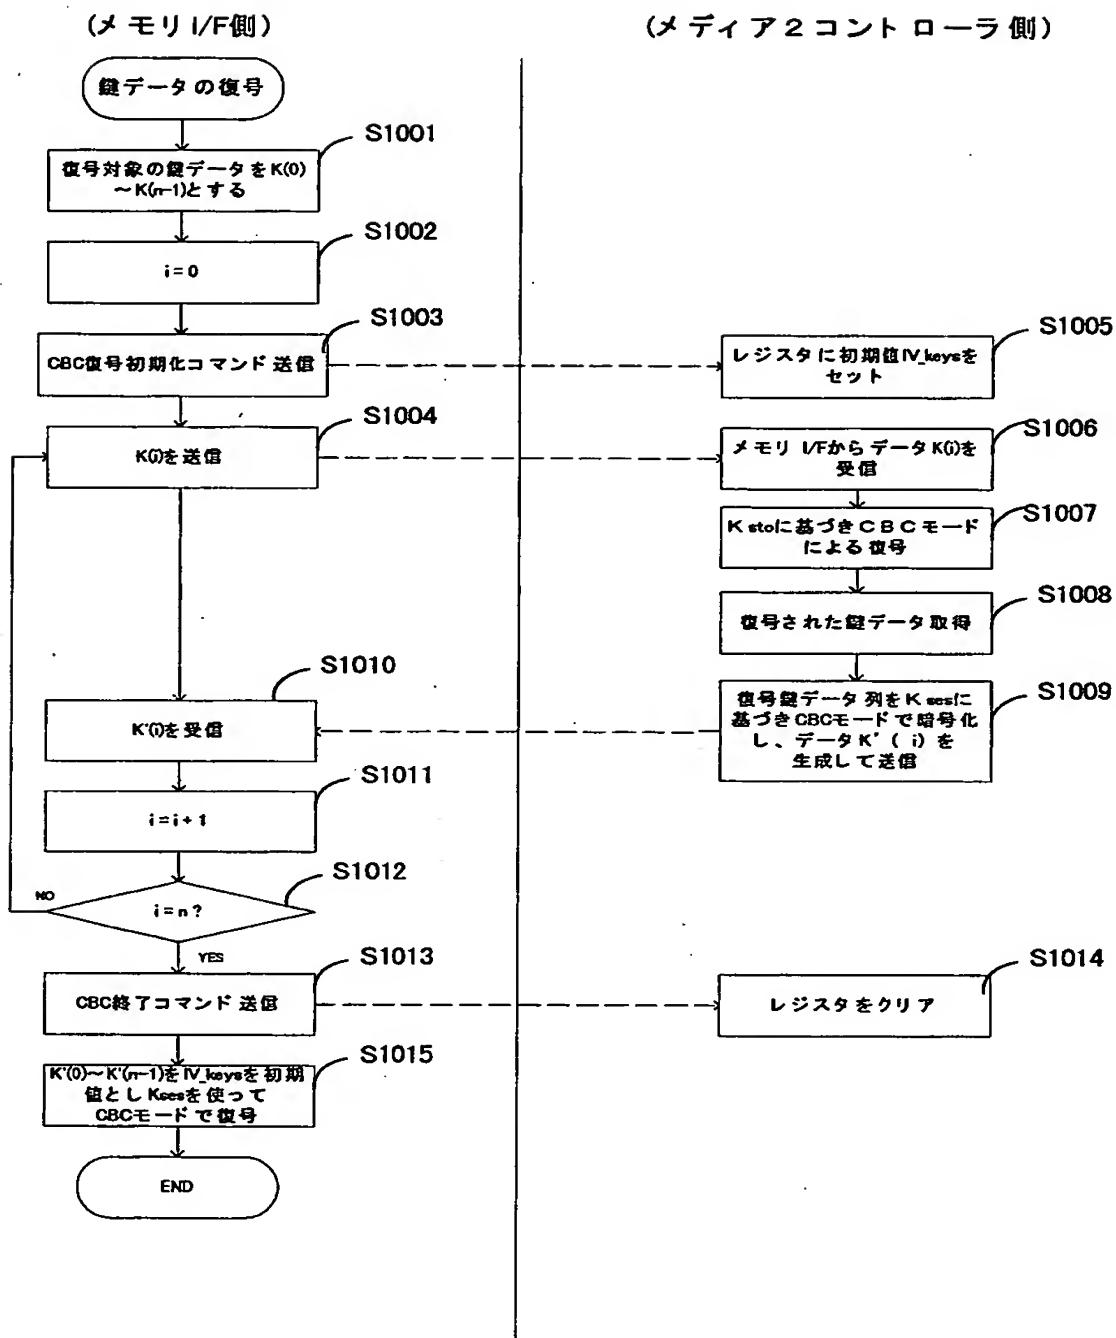 (メモリI/F側)
(メディア2コントローラ側)
鍵データの復号
S1001
復号対象の鍵データをK(0)
~K(n-1)とする
S1002
i=0
S1003
CBC復号初期化コマンド送信
S1005
レジスタに初期値IV_keysを
セット
S1004
K(i)を送信
S1006
メモリI/FからデータK(i)を
受信
S1007
K stoに基づきCBCモード
による復号
S1008
復号された鍵データ取得
S1009
復号鍵データ列をK sesに
基づきCBCモードで暗号化
し、データK'(i)を
生成して送信
S1010
K'(i)を受信
S1011
i=i+1
S1012
i=n?
NO
YES
S1013
CBC終了コマンド送信
S1014
レジスタをクリア
S1015
K'(0)~K'(n-1)をIV_keysを初期
値としKsesを使って
CBCモードで復号
END